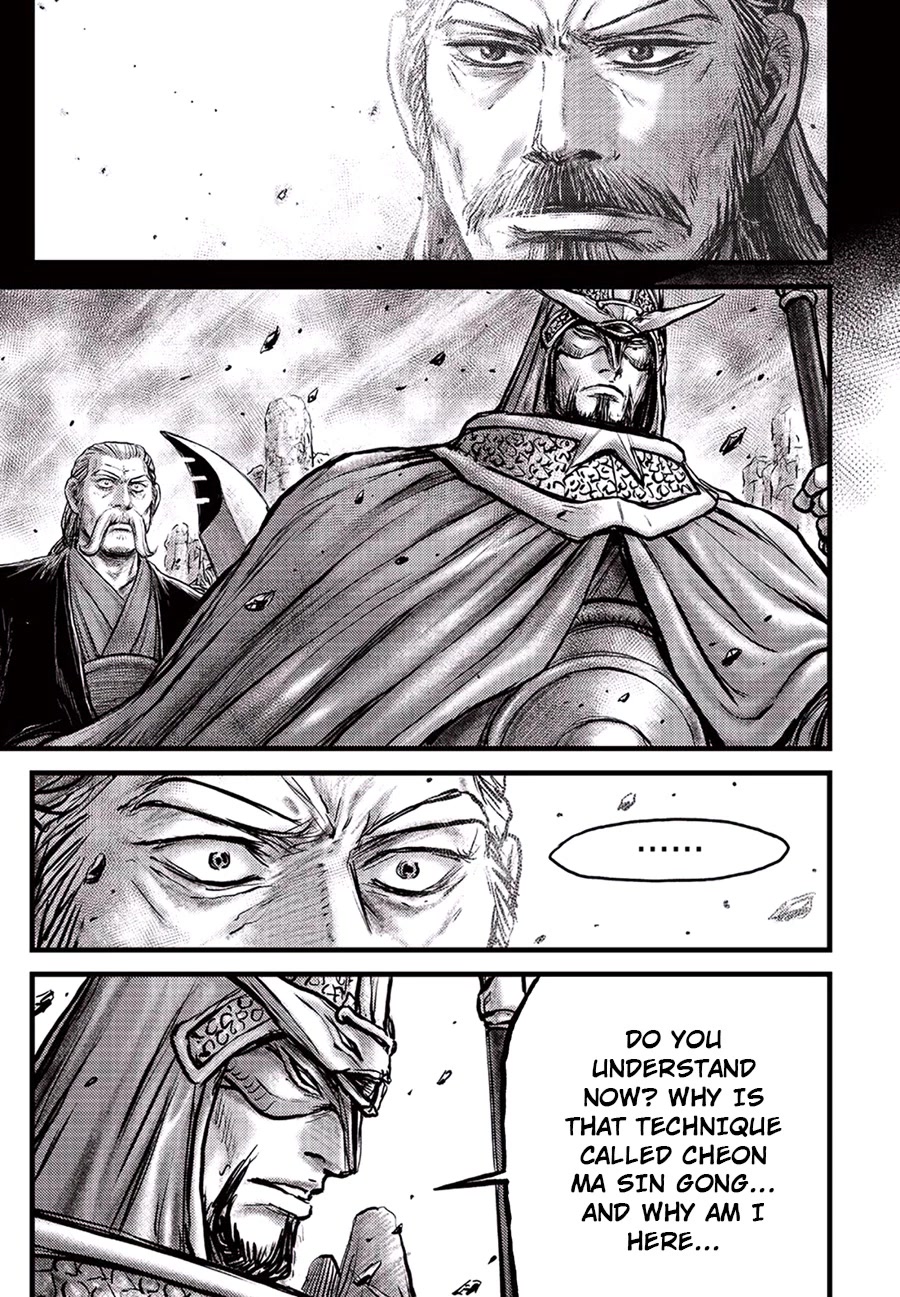 ......
DO YOU
UNDERSTAND
NOW? WHY IS
THAT TECHNIQUE
CALLED CHEON
MA SIN GONG...
AND WHY AM I
HERE...